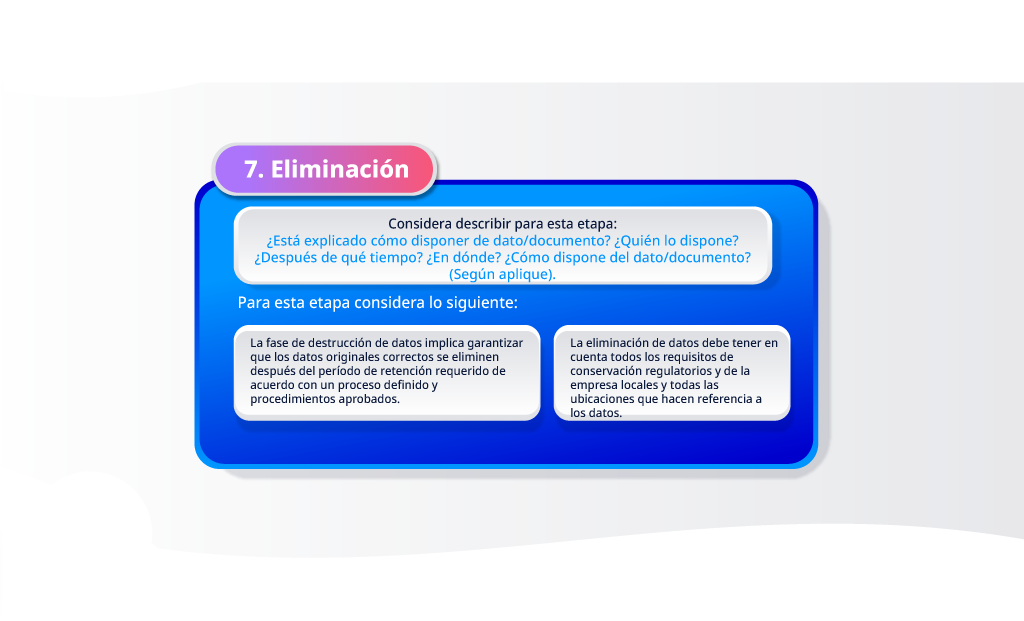 7. Eliminación
Considera describir para esta etapa:
¿Está explicado cómo disponer de dato/documento? ¿Quién lo dispone?
¿Después de qué tiempo? ¿En dónde? ¿Cómo dispone del dato/documento?
(Según aplique).
Para esta etapa considera lo siguiente:
La fase de destrucción de datos implica garantizar
que los datos originales correctos se eliminen
después del período de retención requerido de
acuerdo con un proceso definido y
procedimientos aprobados.
La eliminación de datos debe tener en
cuenta todos los requisitos de
conservación regulatorios y de la
empresa locales y todas las
ubicaciones que hacen referencia a
los datos.